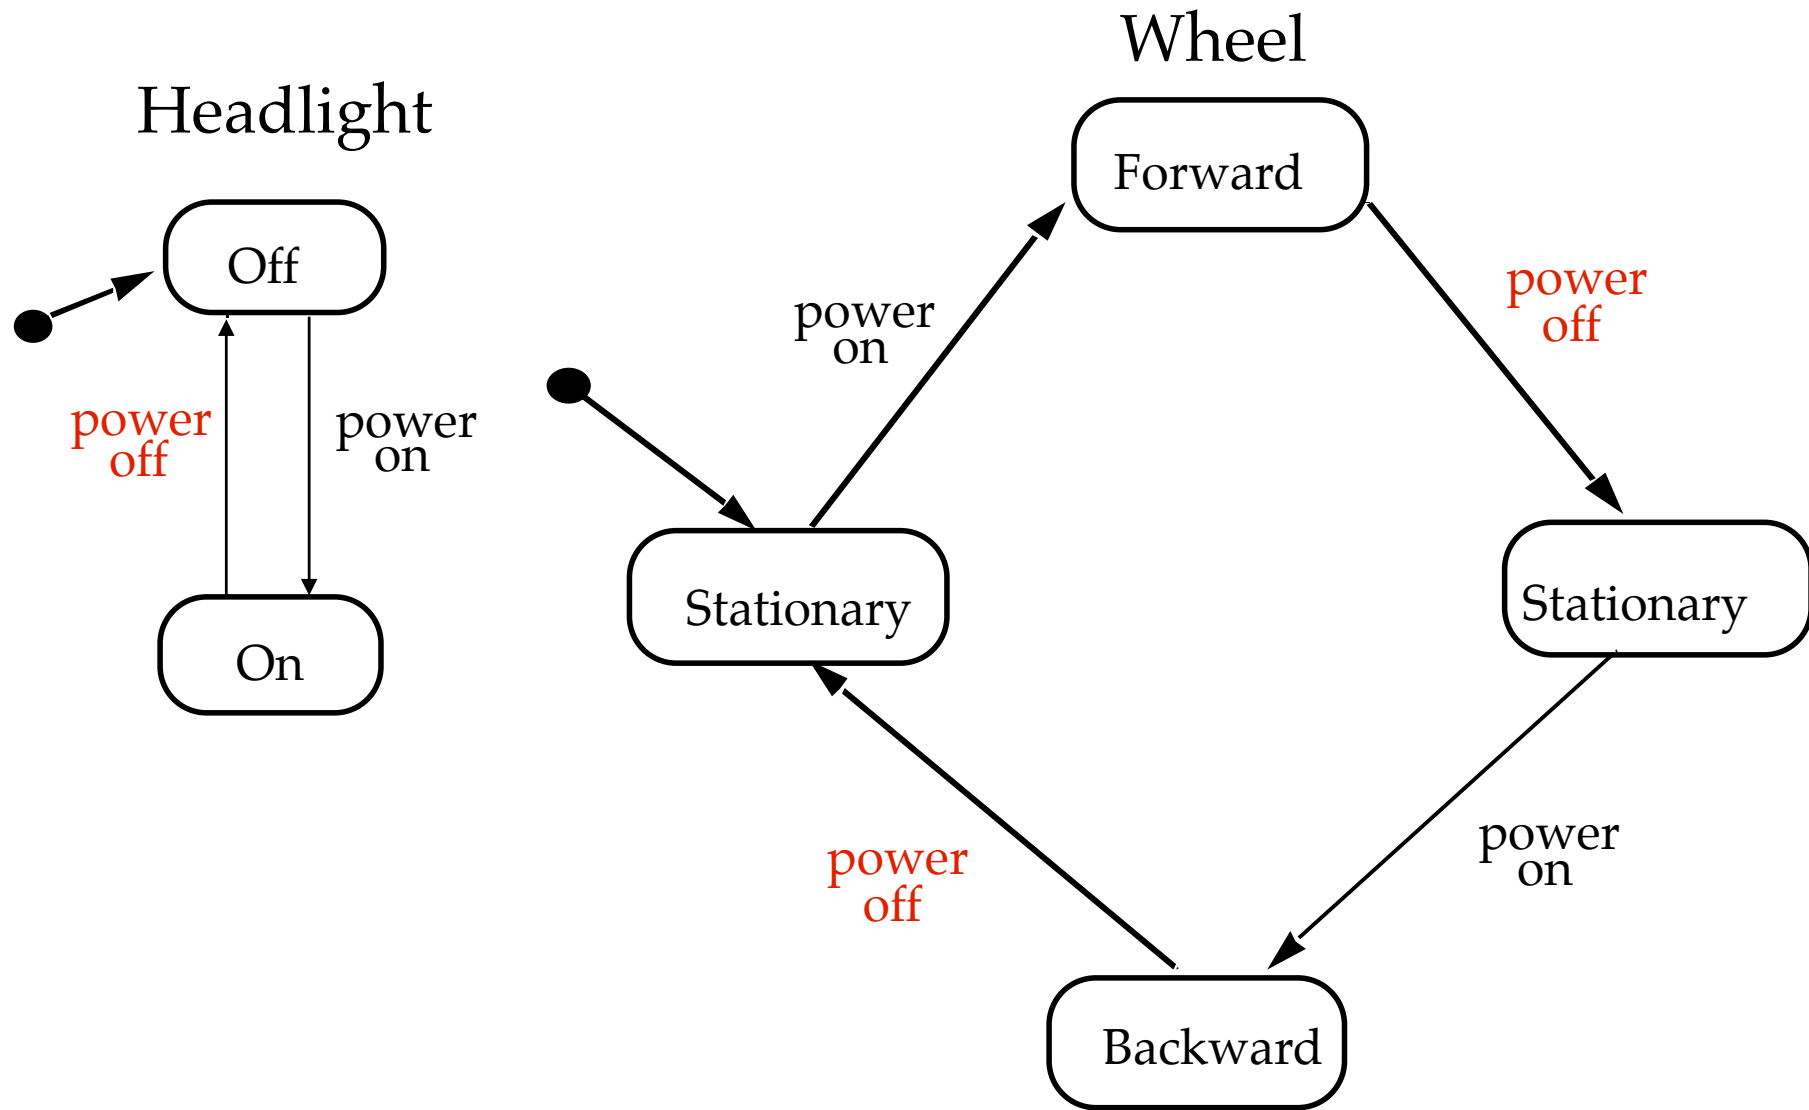 Headlight
Off
power
off
power
on
On
Wheel
Forward
power
on
power
off
Stationary
Stationary
power
off
power
on
Backward